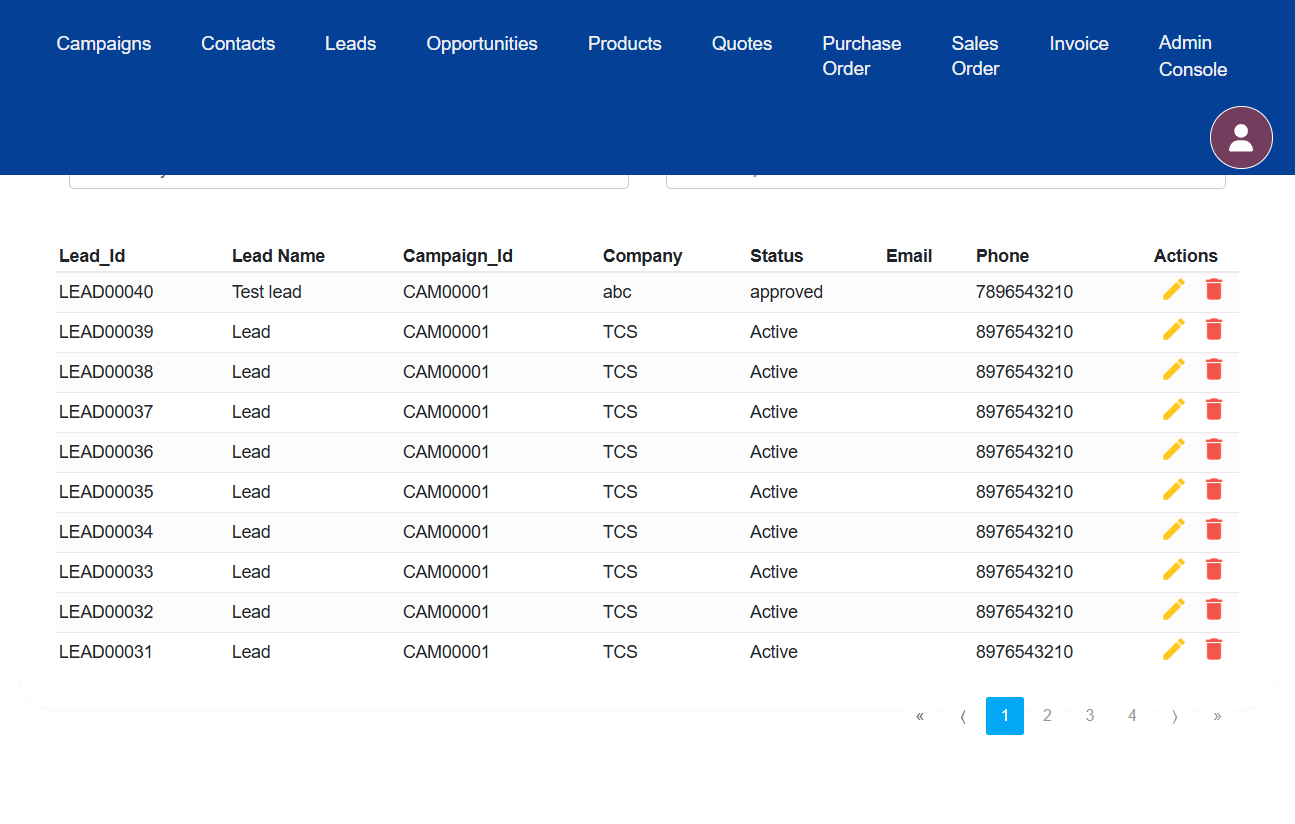 Campaigns Contacts Leads Opportunities Products Quotes Purchase Order Sales Order Invoice Admin Console
Lead_Id Lead Name Campaign_Id Company Status Email Phone Actions
LEAD00040 Test lead CAM00001 abc approved 7896543210
LEAD00039 Lead CAM00001 TCS Active 8976543210
LEAD00038 Lead CAM00001 TCS Active 8976543210
LEAD00037 Lead CAM00001 TCS Active 8976543210
LEAD00036 Lead CAM00001 TCS Active 8976543210
LEAD00035 Lead CAM00001 TCS Active 8976543210
LEAD00034 Lead CAM00001 TCS Active 8976543210
LEAD00033 Lead CAM00001 TCS Active 8976543210
LEAD00032 Lead CAM00001 TCS Active 8976543210
LEAD00031 Lead CAM00001 TCS Active 8976543210
« ⟨ 1 2 3 4 ⟩ »